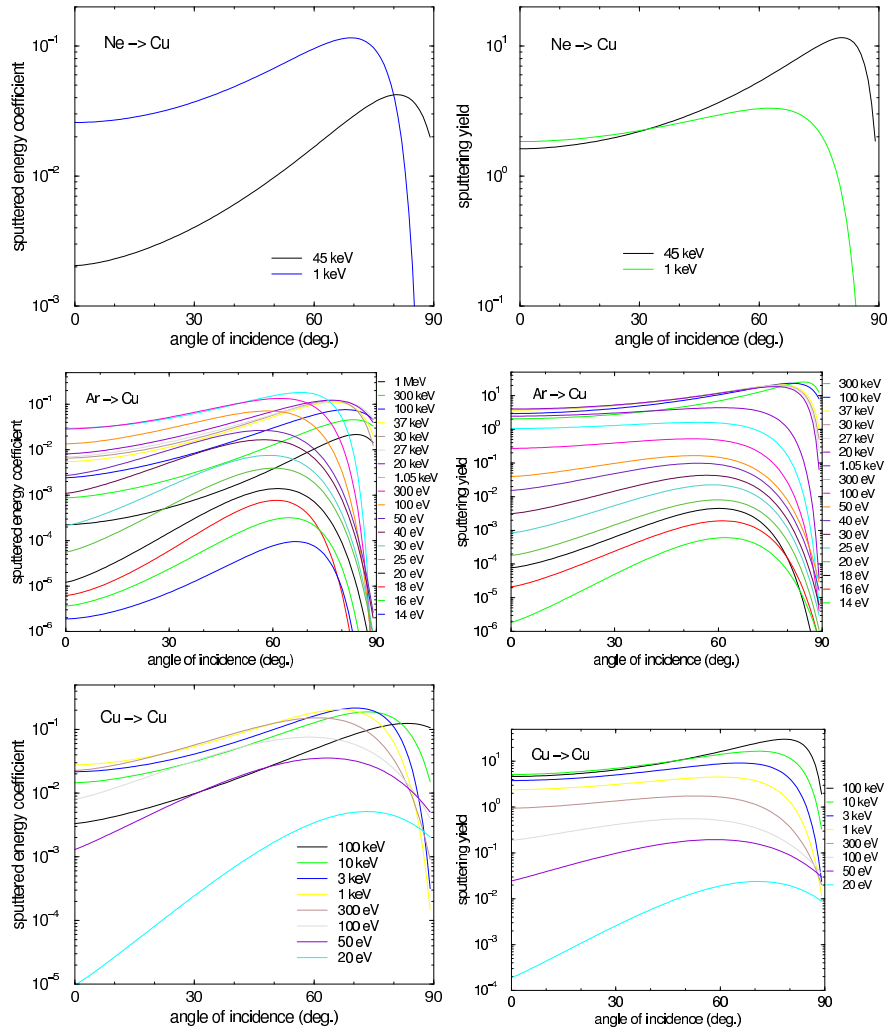 Ne –> Cu
sputtered energy coefficient
10⁻¹
10⁻²
10⁻³
45 keV
1 keV
0 30 60 90
angle of incidence (deg.)
Ne –> Cu
sputtering yield
10¹
10⁰
10⁻¹
45 keV
1 keV
0 30 60 90
angle of incidence (deg.)
Ar –> Cu
sputtered energy coefficient
10⁻¹
10⁻²
10⁻³
10⁻⁴
10⁻⁵
10⁻⁶
0 30 60 90
angle of incidence (deg.)
1 MeV
300 keV
100 keV
37 keV
30 keV
27 keV
20 keV
1.05 keV
300 eV
100 eV
50 eV
40 eV
30 eV
25 eV
20 eV
18 eV
16 eV
14 eV
Ar –> Cu
sputtering yield
10¹
10⁰
10⁻¹
10⁻²
10⁻³
10⁻⁴
10⁻⁵
10⁻⁶
0 30 60 90
angle of incidence (deg.)
300 keV
100 keV
37 keV
30 keV
27 keV
20 keV
1.05 keV
300 eV
100 eV
50 eV
40 eV
30 eV
25 eV
20 eV
18 eV
16 eV
14 eV
Cu –> Cu
sputtered energy coefficient
10⁻¹
10⁻²
10⁻³
10⁻⁴
10⁻⁵
100 keV
10 keV
3 keV
1 keV
300 eV
100 eV
50 eV
20 eV
0 30 60 90
angle of incidence (deg.)
Cu –> Cu
sputtering yield
10¹
10⁰
10⁻¹
10⁻²
10⁻³
10⁻⁴
0 30 60 90
angle of incidence (deg.)
100 keV
10 keV
3 keV
1 keV
300 eV
100 eV
50 eV
20 eV